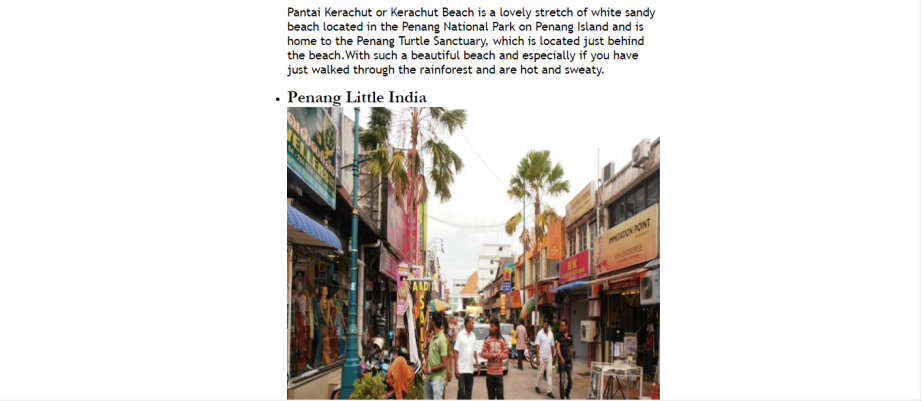 Pantai Kerachut or Kerachut Beach is a lovely stretch of white sandy
beach located in the Penang National Park on Penang Island and is
home to the Penang Turtle Sanctuary, which is located just behind
the beach.With such a beautiful beach and especially if you have
just walked through the rainforest and are hot and sweaty.
• Penang Little India